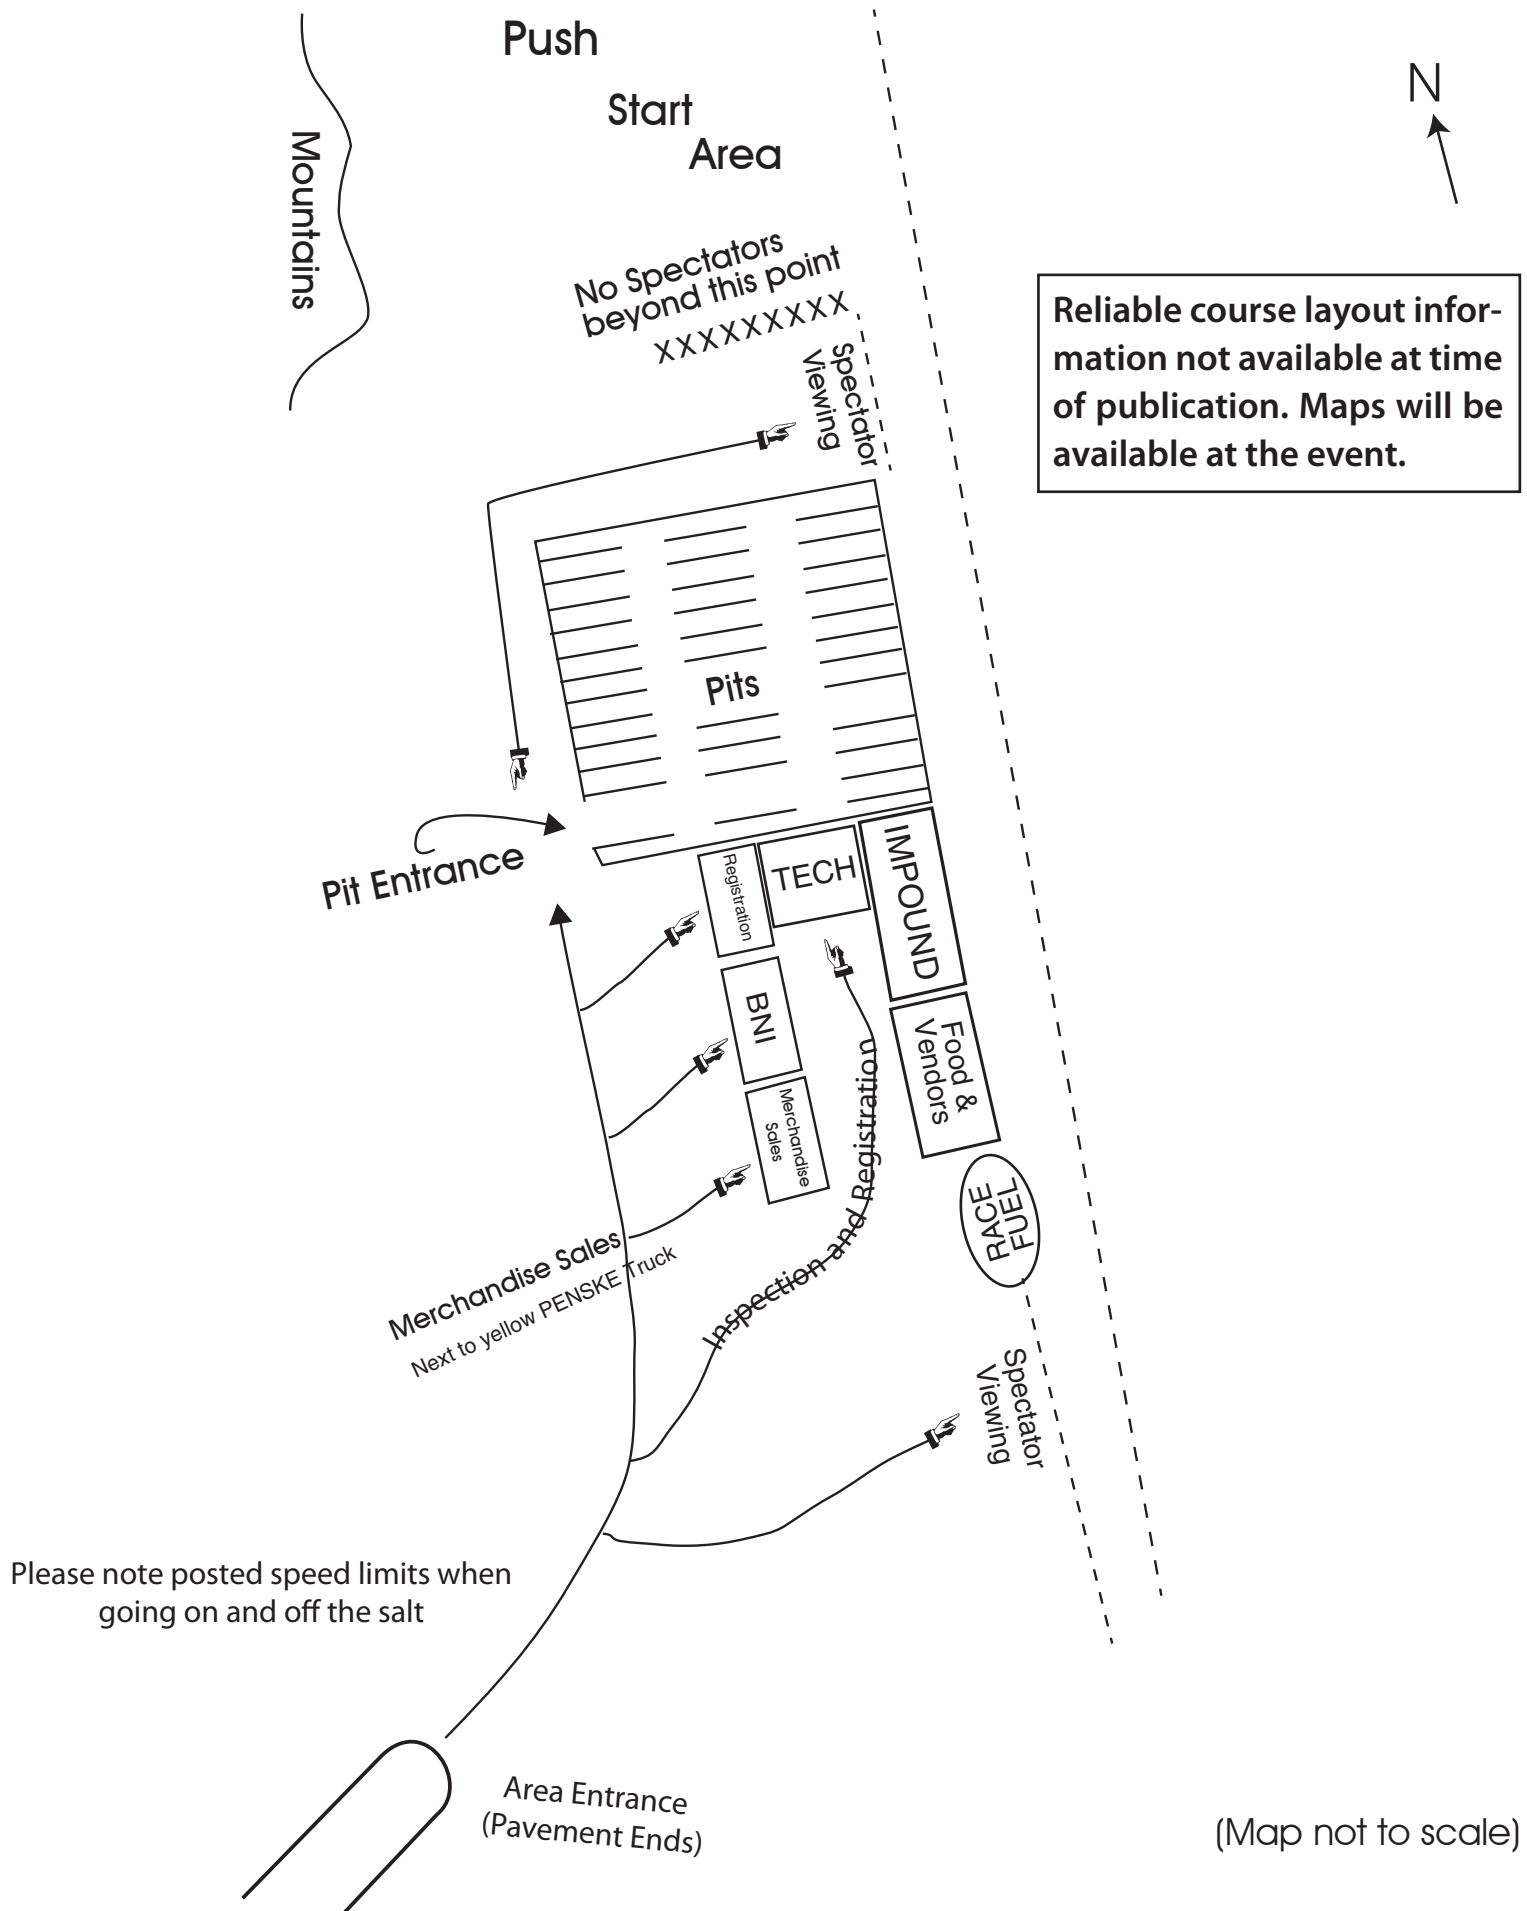 Push
Start
Area
N
Mountains
No Spectators
beyond this point
XXXXXXXXX
Reliable course layout infor-
mation not available at time
of publication. Maps will be
available at the event.
Spectator
Viewing
Pits
Pit Entrance
Registration
TECH
IMPOUND
BNI
Food &
Vendors
Merchandise
Sales
Inspection and Registration
RACE
FUEL
Merchandise Sales
Next to yellow PENSKE Truck
Spectator
Viewing
Please note posted speed limits when
going on and off the salt
Area Entrance
(Pavement Ends)
(Map not to scale)